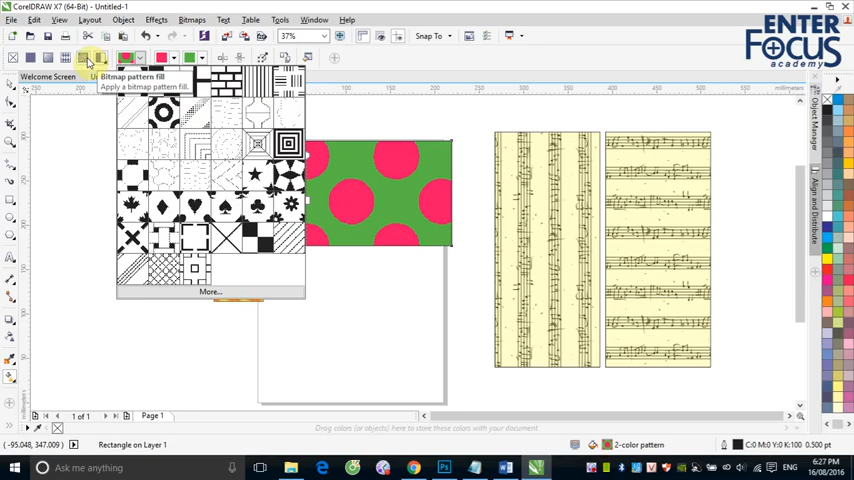 CorelDRAW X7 (64-Bit) - Untitled-1
File Edit View Layout Object Effects Bitmaps Text Table Tools Window Help
37% Snap To
Bitmap pattern fill
Apply a bitmap pattern fill.
Welcome Screen
ENTER
FOCUS
academy
millimeters
Object Manager
Align and Distribute
More...
1 of 1 Page 1
Drag colors (or objects) here to store these colors with your document
(-95.048, 347.009) Rectangle on Layer 1 2-color pattern C:0 M:0 Y:0 K:100 0.500 pt
Ask me anything ENG 6:27 PM
16/08/2016